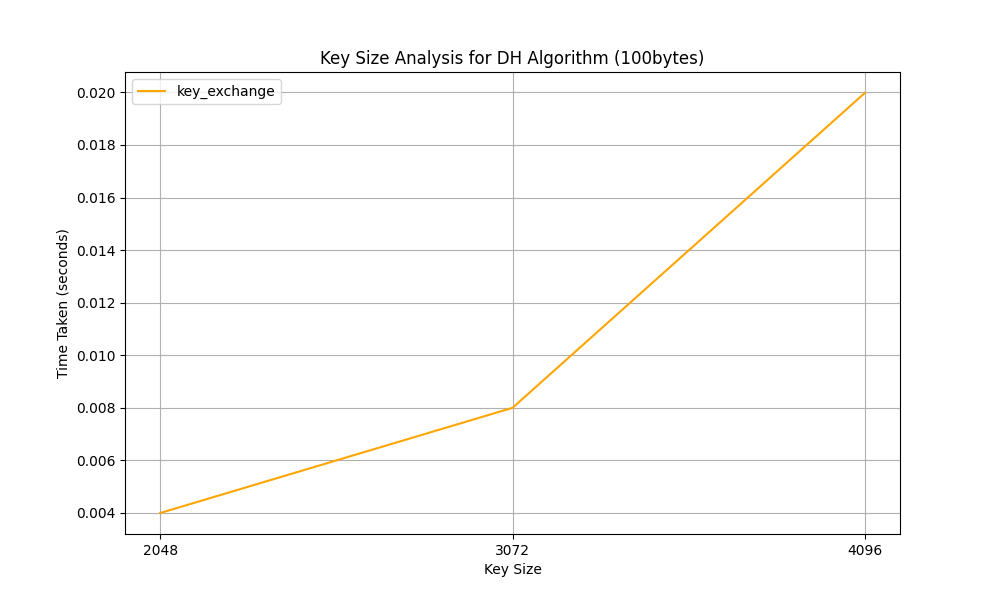 Key Size Analysis for DH Algorithm (100bytes)
key_exchange
0.020
0.018
0.016
0.014
0.012
0.010
0.008
0.006
0.004
Time Taken (seconds)
2048 3072 4096
Key Size